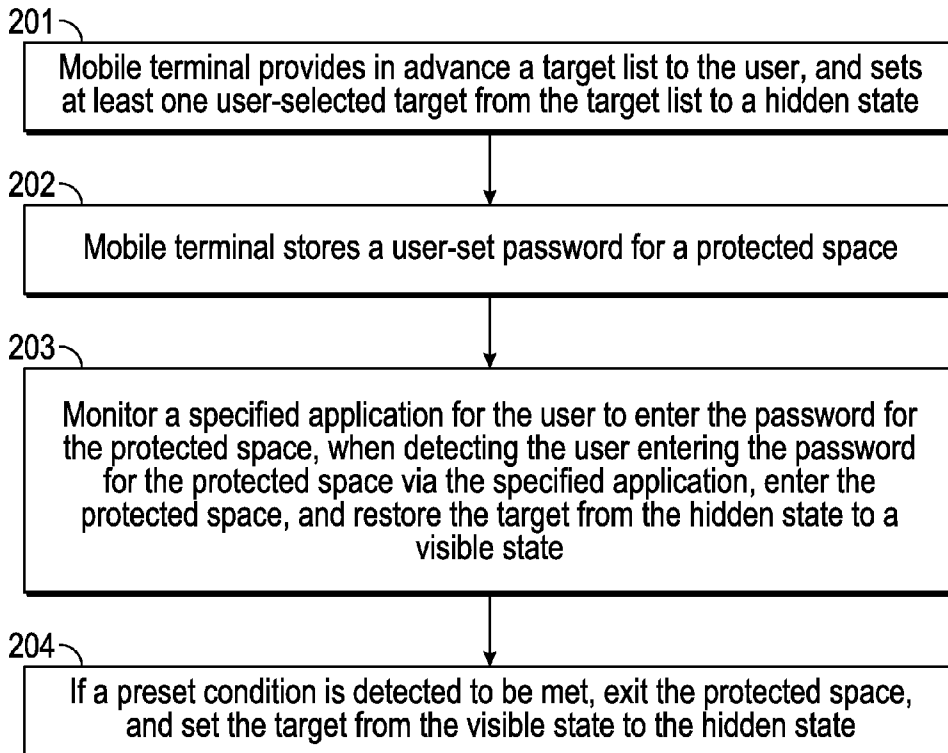 201
Mobile terminal provides in advance a target list to the user, and sets
at least one user-selected target from the target list to a hidden state
202
Mobile terminal stores a user-set password for a protected space
203
Monitor a specified application for the user to enter the password for
the protected space, when detecting the user entering the password
for the protected space via the specified application, enter the
protected space, and restore the target from the hidden state to a
visible state
204
If a preset condition is detected to be met, exit the protected space,
and set the target from the visible state to the hidden state